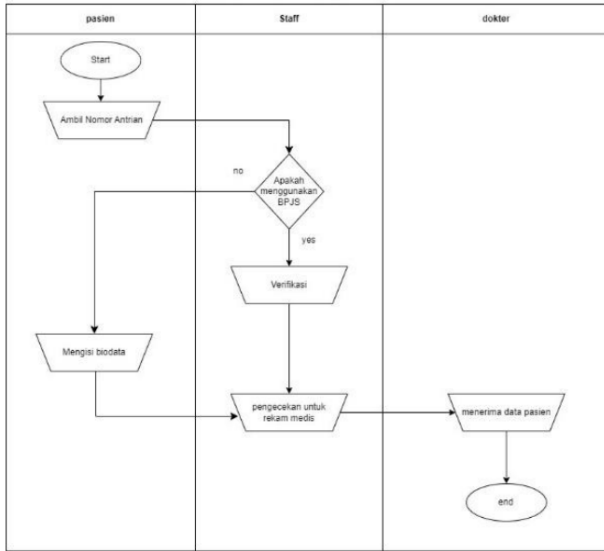 pasien
Staff
dokter
Start
Ambil Nomor Antrian
Apakah
menggunakan
BPJS
no
yes
Verifikasi
Mengisi biodata
pengecekan untuk
rekam medis
menerima data pasien
end